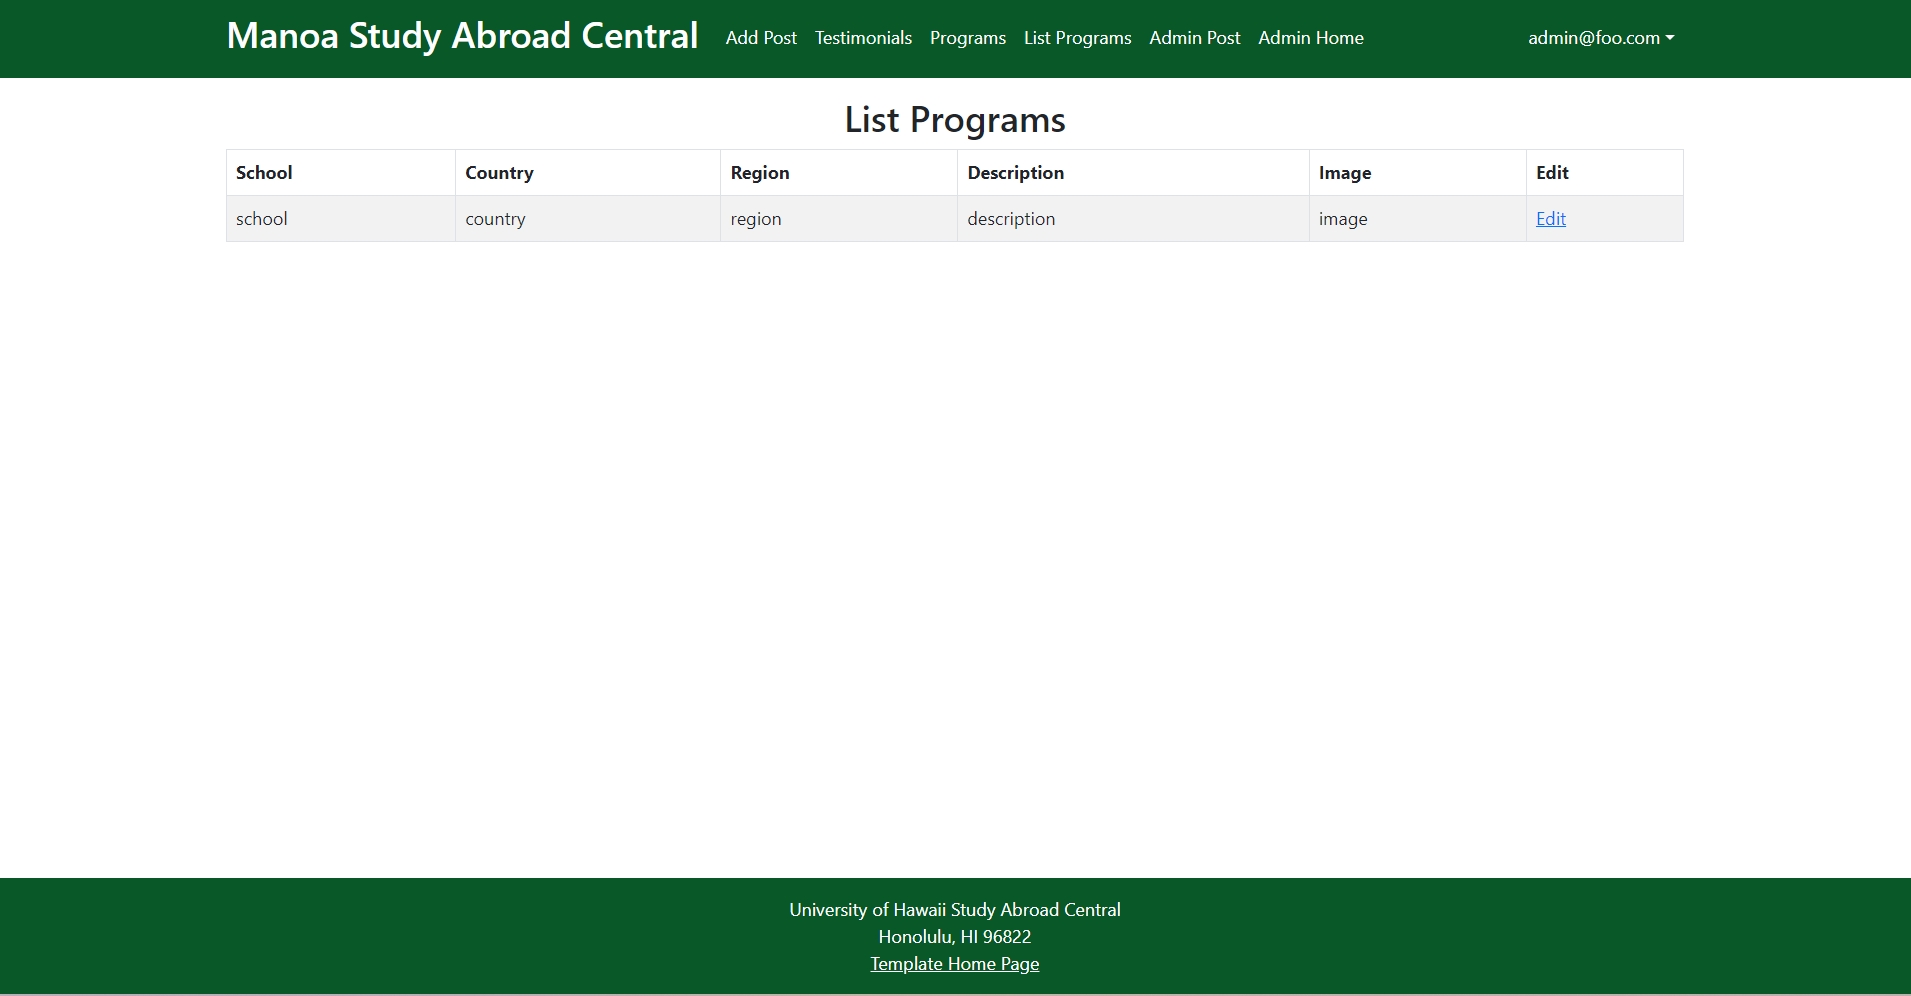 Manoa Study Abroad Central Add Post Testimonials Programs List Programs Admin Post Admin Home admin@foo.com
List Programs
School Country Region Description Image Edit
school country region description image Edit
University of Hawaii Study Abroad Central
Honolulu, HI 96822
Template Home Page